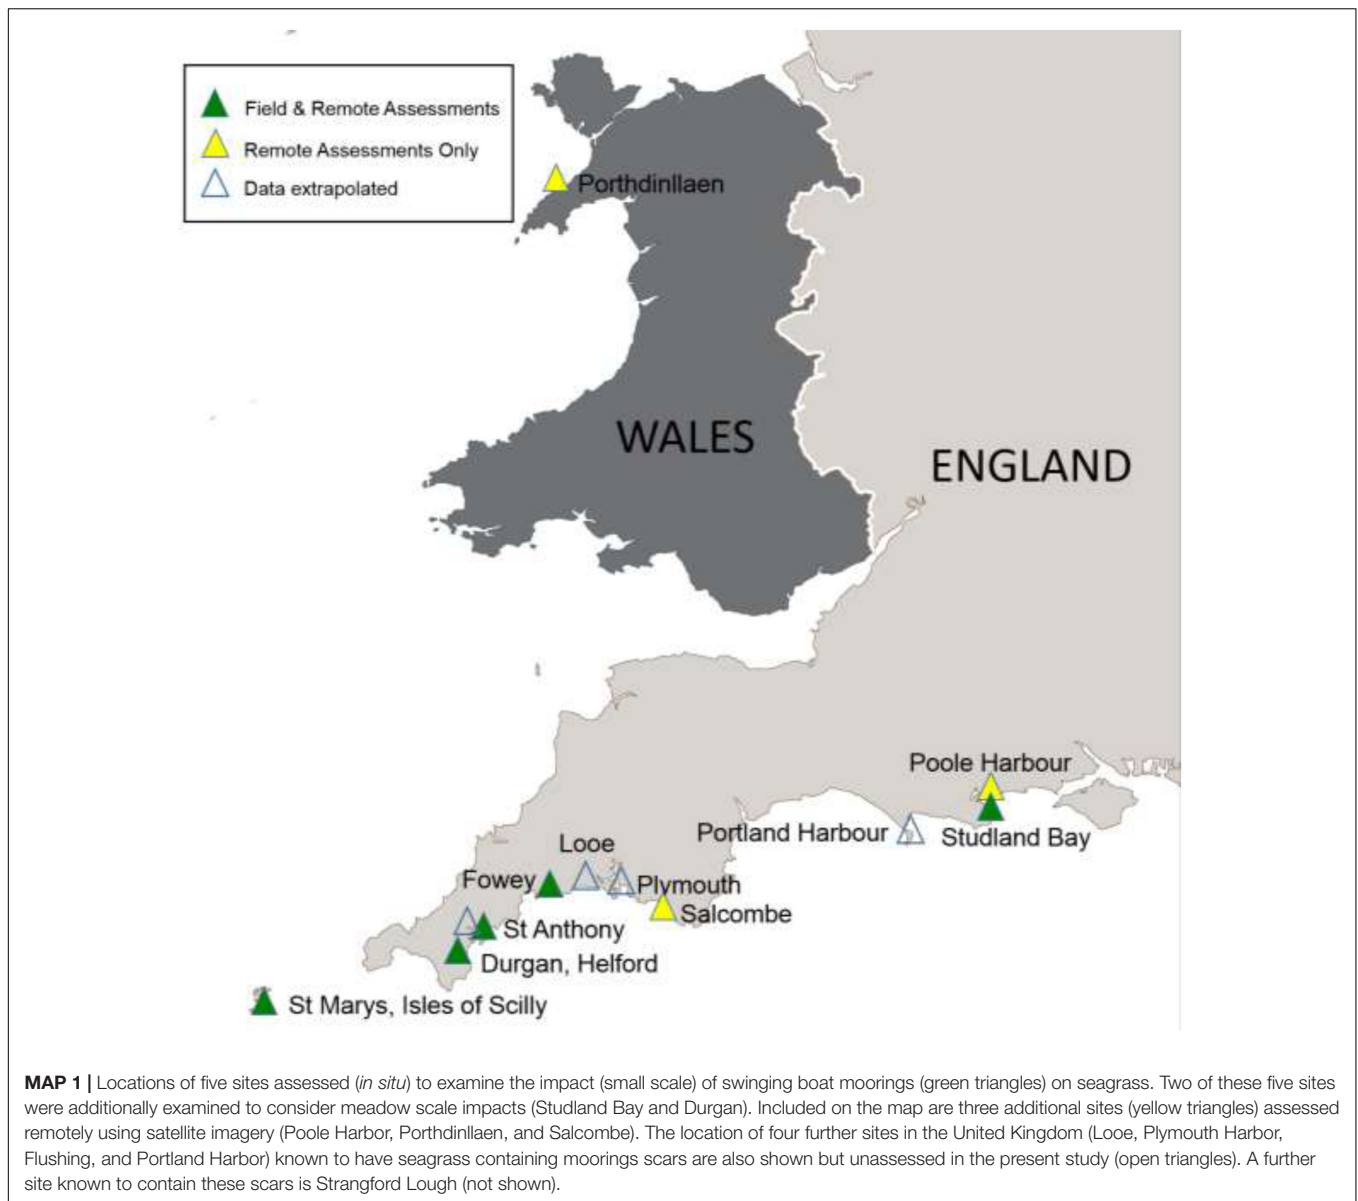 Field & Remote Assessments
Remote Assessments Only
Data extrapolated
Porthdinllaen
WALES
ENGLAND
Poole Harbour
Portland Harbour
Studland Bay
Looe
Fowey
Plymouth
Salcombe
St Anthony
Durgan, Helford
St Marys, Isles of Scilly
MAP 1 | Locations of five sites assessed (in situ) to examine the impact (small scale) of swinging boat moorings (green triangles) on seagrass. Two of these five sites
were additionally examined to consider meadow scale impacts (Studland Bay and Durgan). Included on the map are three additional sites (yellow triangles) assessed
remotely using satellite imagery (Poole Harbor, Porthdinllaen, and Salcombe). The location of four further sites in the United Kingdom (Looe, Plymouth Harbor,
Flushing, and Portland Harbor) known to have seagrass containing moorings scars are also shown but unassessed in the present study (open triangles). A further
site known to contain these scars is Strangford Lough (not shown).